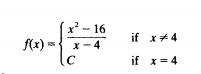 f(x) = { (x² − 16)/(x − 4) if x ≠ 4
C if x = 4